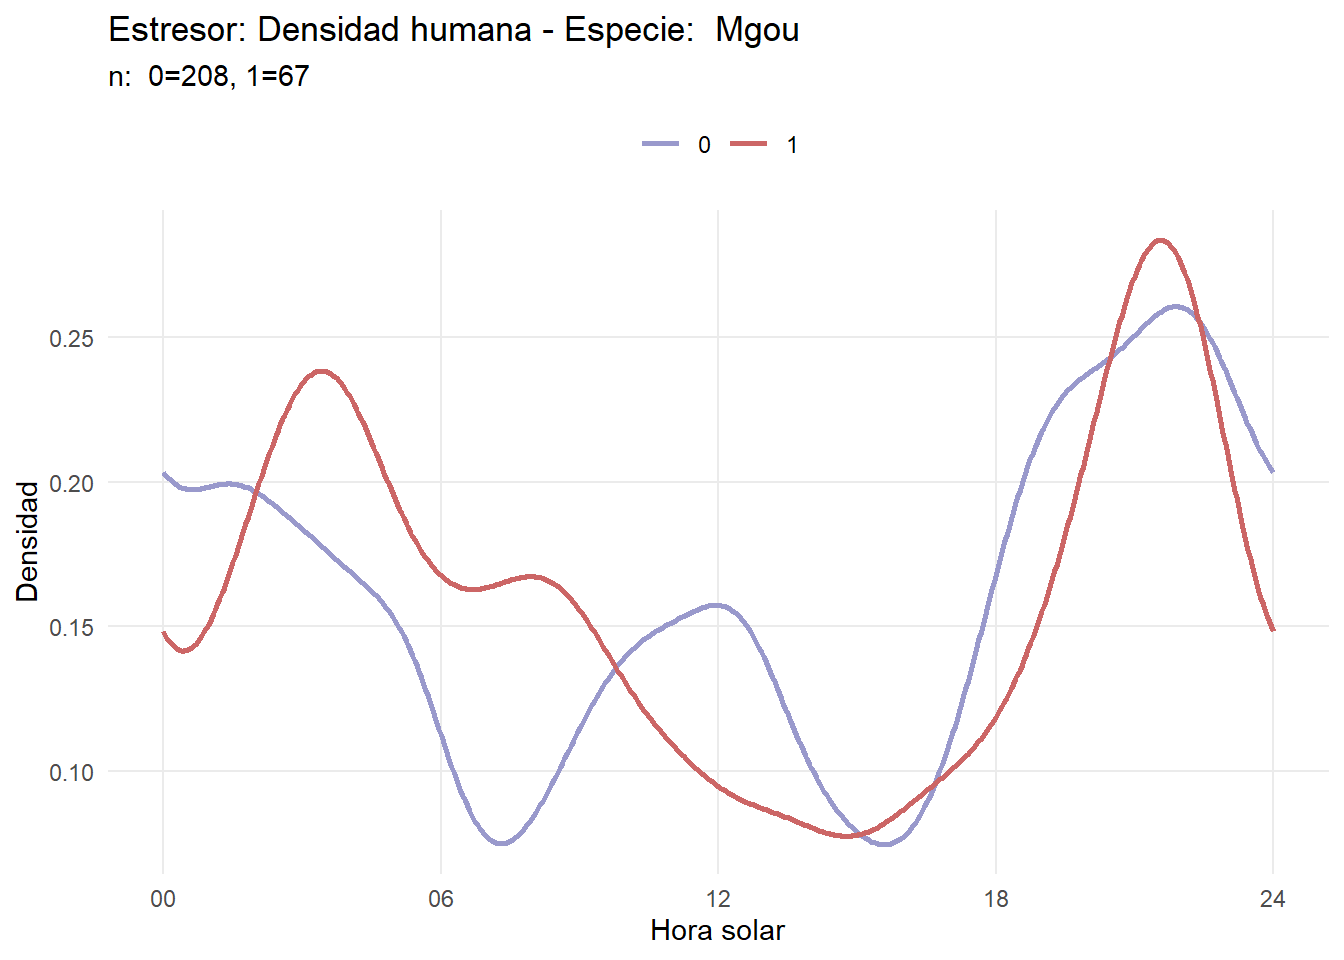 Estresor: Densidad humana - Especie:  Mgou
n:  0=208, 1=67
0 1
0.25
0.20
0.15
0.10
Densidad
00 06 12 18 24
Hora solar